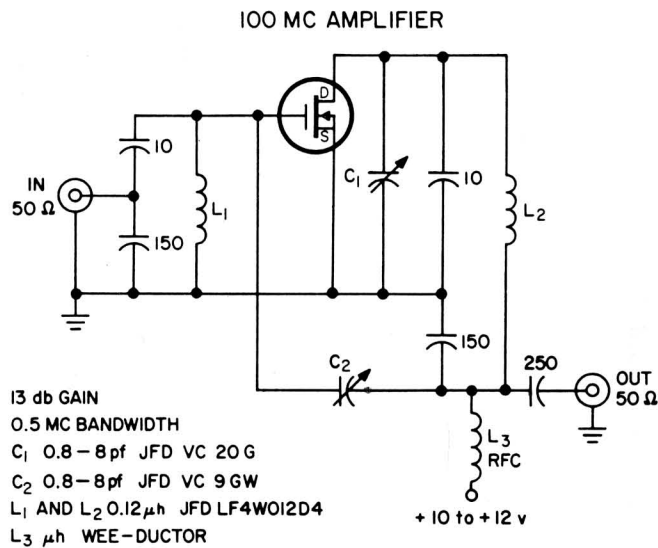 100 MC AMPLIFIER
D
S
10
IN
50 Ω
L1
C1
10
L2
150
150
C2
250
OUT
50 Ω
L3
RFC
+ 10 to + 12 v
13 db GAIN
0.5 MC BANDWIDTH
C1 0.8 – 8 pf JFD VC 20 G
C2 0.8 – 8 pf JFD VC 9 GW
L1 AND L2 0.12 μh JFD LF4W012D4
L3 μh WEE-DUCTOR